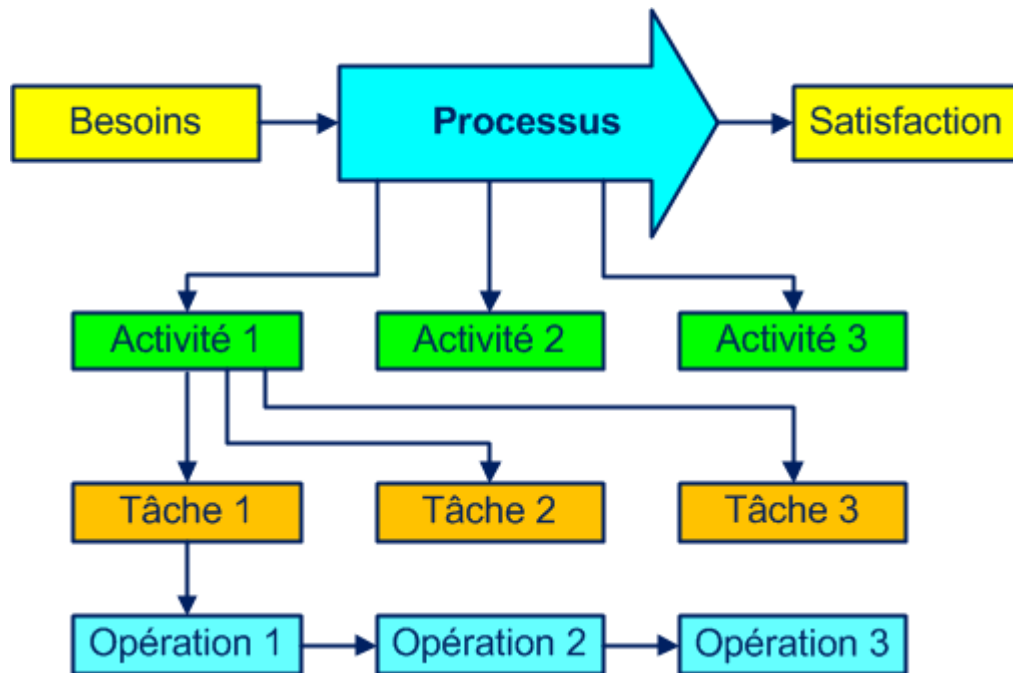 Besoins
Processus
Satisfaction
Activité 1
Activité 2
Activité 3
Tâche 1
Tâche 2
Tâche 3
Opération 1
Opération 2
Opération 3